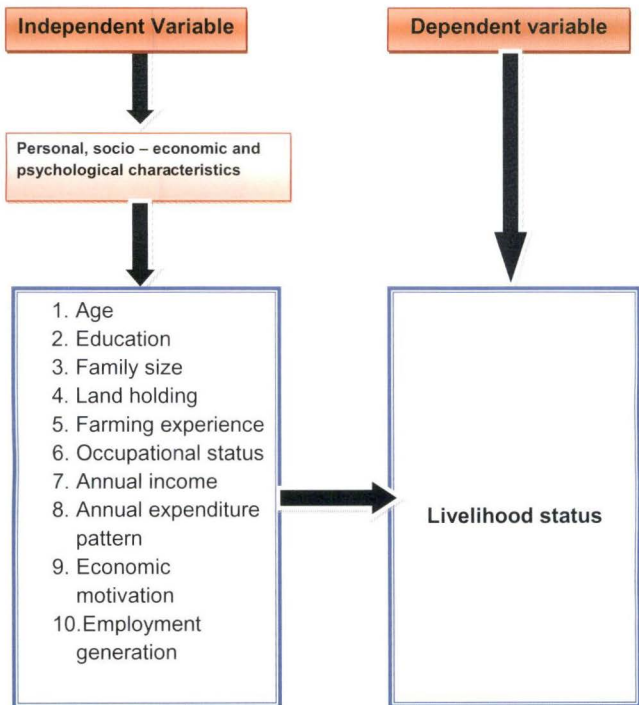 Independent Variable
Dependent variable
Personal, socio – economic and
psychological characteristics
1. Age
2. Education
3. Family size
4. Land holding
5. Farming experience
6. Occupational status
7. Annual income
8. Annual expenditure
pattern
9. Economic
motivation
10.Employment
generation
Livelihood status